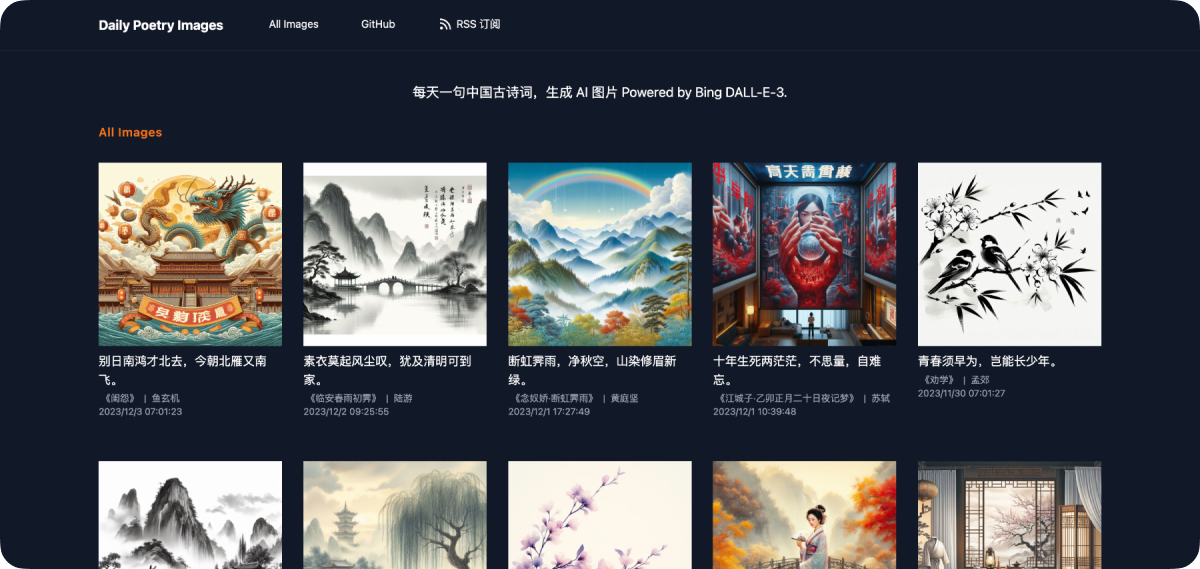 Daily Poetry Images
All Images
GitHub
RSS 订阅
每天一句中国古诗词，生成 AI 图片 Powered by Bing DALL-E-3.
All Images
别日南鸿才北去，今朝北雁又南
飞。
《闺怨》 | 鱼玄机
2023/12/3 07:01:23
素衣莫起风尘叹，犹及清明可到
家。
《临安春雨初霁》 | 陆游
2023/12/2 09:25:55
断虹霁雨，净秋空，山染修眉新
绿。
《念奴娇·断虹霁雨》 | 黄庭坚
2023/12/1 17:27:49
十年生死两茫茫，不思量，自难
忘。
《江城子·乙卯正月二十日夜记梦》 | 苏轼
2023/12/1 10:39:48
青春须早为，岂能长少年。
《劝学》 | 孟郊
2023/11/30 07:01:27